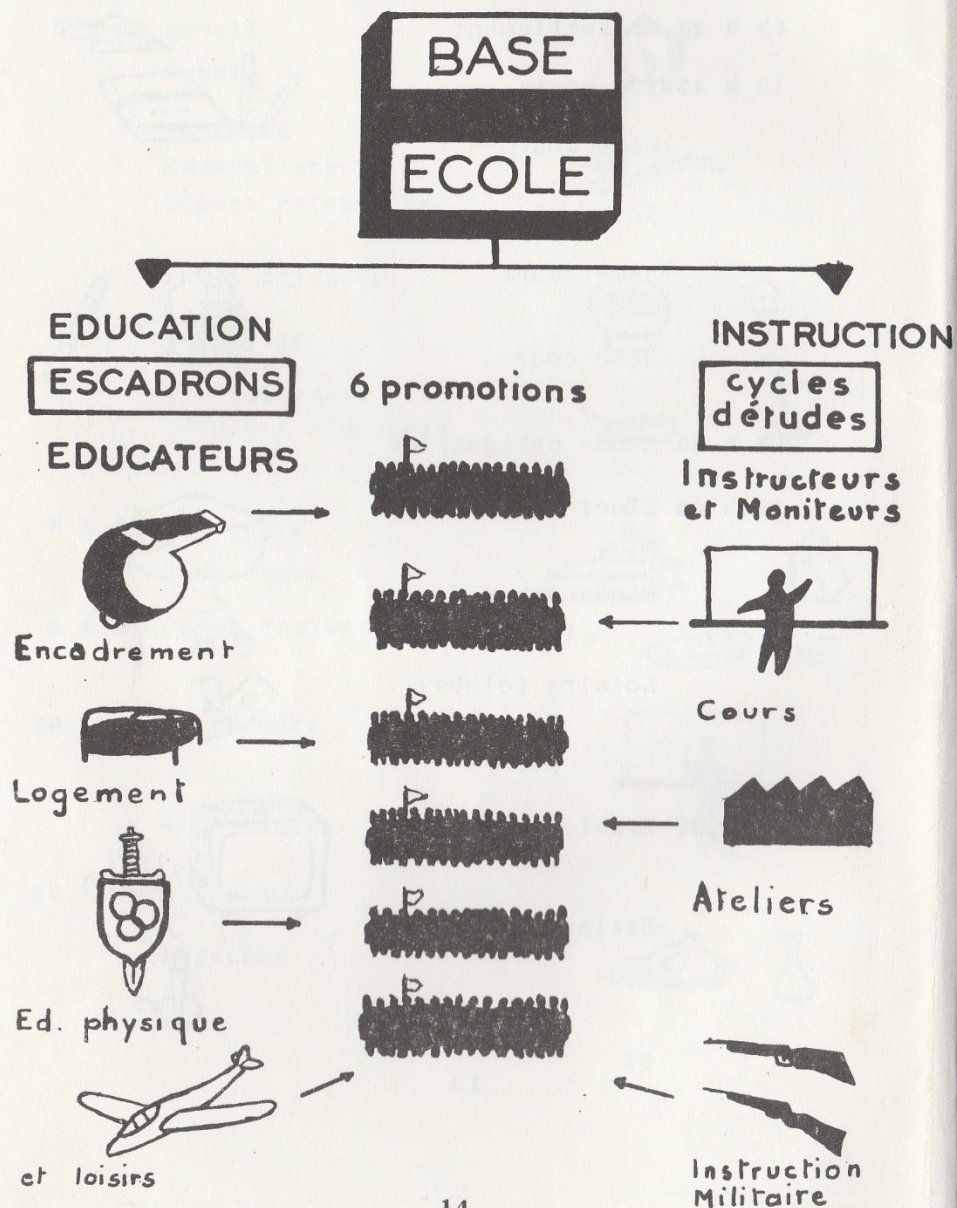 BASE
ECOLE
EDUCATION
ESCADRONS
EDUCATEURS
6 promotions
INSTRUCTION
cycles
détudes
Instructeurs
et Moniteurs
Encadrement
Logement
Ed. physique
et loisirs
Cours
Ateliers
Instruction
Militaire
14